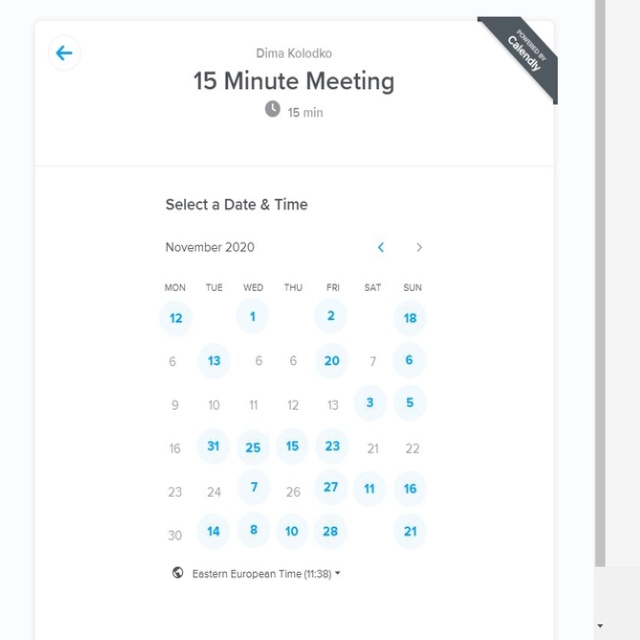 POWERED BY
Calendly
Dima Kolodko
15 Minute Meeting
15 min
Select a Date & Time
November 2020
MON TUE WED THU FRI SAT SUN
12 1 2 18
6 13 6 6 20 7 6
9 10 11 12 13 3 5
16 31 25 15 23 21 22
23 24 7 26 27 11 16
30 14 8 10 28 21
Eastern European Time (11:38)